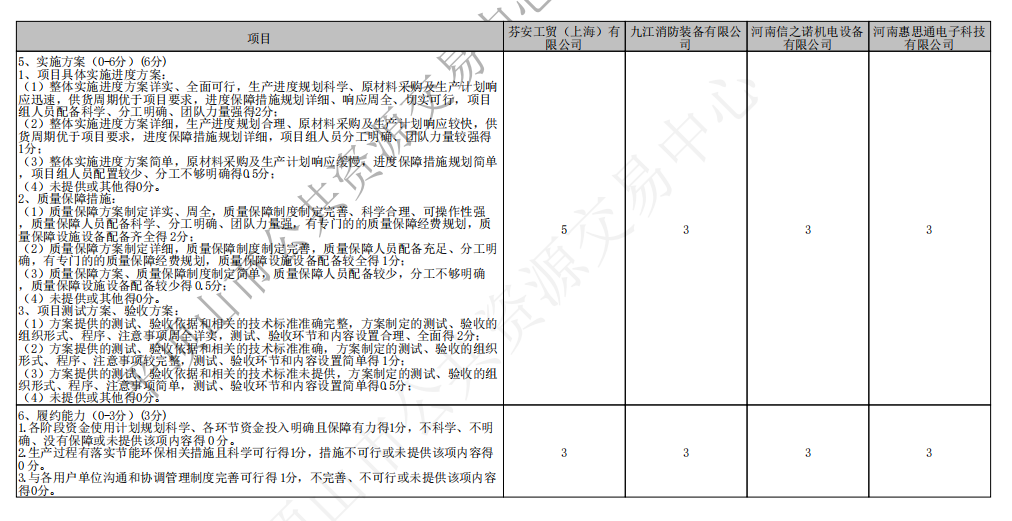 项目
芬安工贸（上海）有
限公司
九江消防装备有限公
司
河南信之诺机电设备
有限公司
河南惠思通电子科技
有限公司
5、实施方案（0-6分）(6分)
1、项目具体实施进度方案：
（1）整体实施进度方案详实、全面可行，生产进度规划科学、原材料采购及生产计划响
应迅速，供货周期优于项目要求，进度保障措施规划详细、响应周全、切实可行，项目
组人员配备科学、分工明确、团队力量强得2分；
（2）整体实施进度方案详细，生产进度规划合理、原材料采购及生产计划响应较快，供
货周期优于项目要求，进度保障措施规划详细，项目组人员分工明确、团队力量较强得
1分；
（3）整体实施进度方案简单，原材料采购及生产计划响应缓慢，进度保障措施规划简单
，项目组人员配置较少、分工不够明确得0.5分；
（4）未提供或其他得0分。
2、质量保障措施：
（1）质量保障方案制定详实、周全，质量保障制度制定完善、科学合理、可操作性强
，质量保障人员配备科学、分工明确、团队力量强，有专门的的质量保障经费规划，质
量保障设施设备配备齐全得 2分；
（2）质量保障方案制定详细，质量保障制度制定完善，质量保障人员配备充足、分工明
确，有专门的的质量保障经费规划，质量保障设施设备配备较全得 1分；
（3）质量保障方案、质量保障制度制定简单，质量保障人员配备较少，分工不够明确
，质量保障设施设备配备较少得 0.5分；
（4）未提供或其他得0分。
3、项目测试方案、验收方案：
（1）方案提供的测试、验收依据和相关的技术标准准确完整，方案制定的测试、验收的
组织形式、程序、注意事项周全详实，测试、验收环节和内容设置合理、全面得 2分；
（2）方案提供的测试、验收依据和相关的技术标准准确，方案制定的测试、验收的组织
形式、程序、注意事项较完整，测试、验收环节和内容设置简单得 1分；
（3）方案提供的测试、验收依据和相关的技术标准未提供，方案制定的测试、验收的组
织形式、程序、注意事项简单，测试、验收环节和内容设置简单得0.5分；
（4）未提供或其他得0分。
5
3
3
3
6、履约能力（0-3分）(3分)
1.各阶段资金使用计划规划科学、各环节资金投入明确且保障有力得1分，不科学、不明
确、没有保障或未提供该项内容得 0 分。
2.生产过程有落实节能环保相关措施且科学可行得1分，措施不可行或未提供该项内容得
0 分。
3.与各用户单位沟通和协调管理制度完善可行得 1分，不完善、不可行或未提供该项内容
得0分。
3
3
3
3